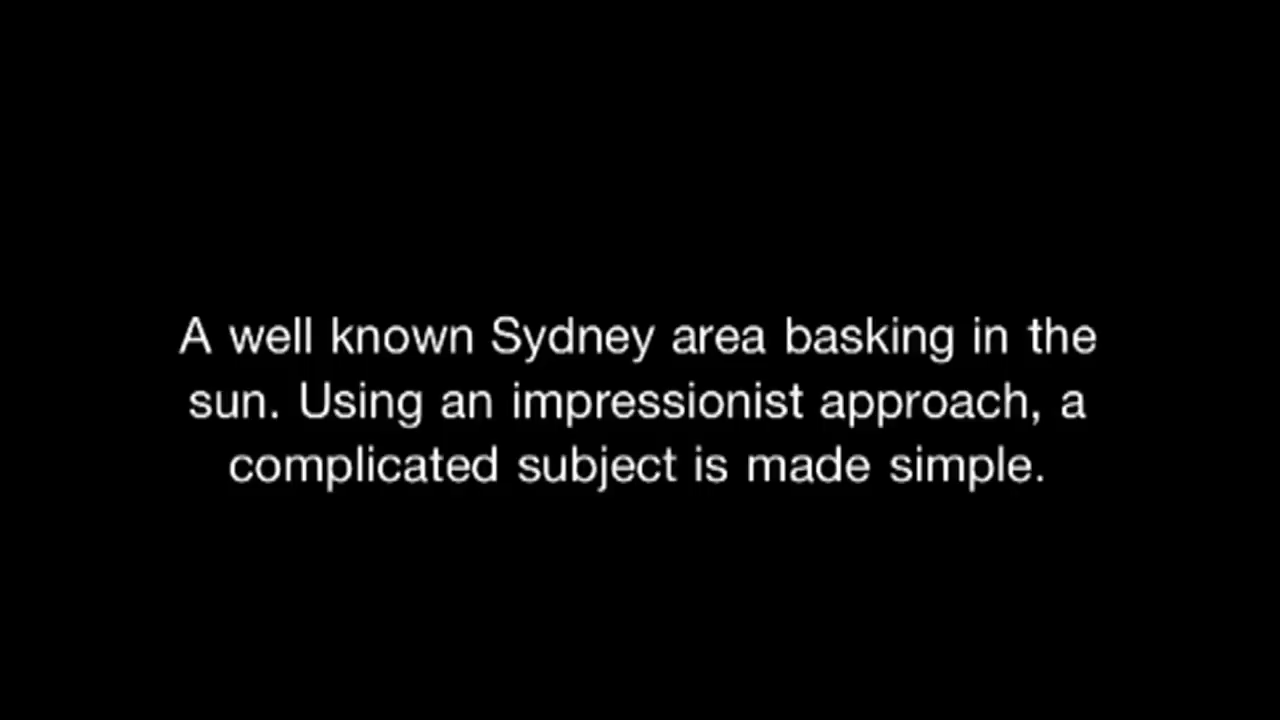 A well known Sydney area basking in the
sun. Using an impressionist approach, a
complicated subject is made simple.